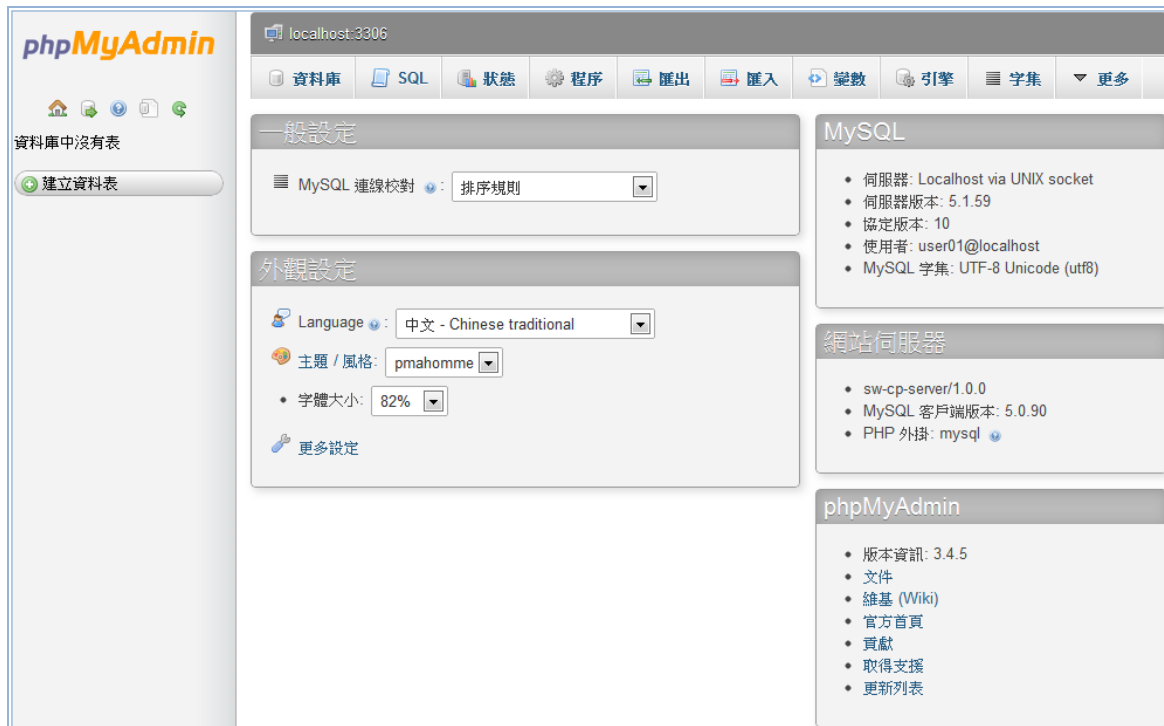 phpMyAdmin
資料庫中沒有表
建立資料表
localhost:3306
資料庫 SQL 狀態 程序 匯出 匯入 變數 引擎 字集 更多
一般設定
MySQL 連線校對 : 排序規則
外觀設定
Language : 中文 - Chinese traditional
主題 / 風格: pmahomme
• 字體大小: 82%
更多設定
MySQL
• 伺服器: Localhost via UNIX socket
• 伺服器版本: 5.1.59
• 協定版本: 10
• 使用者: user01@localhost
• MySQL 字集: UTF-8 Unicode (utf8)
網站伺服器
• sw-cp-server/1.0.0
• MySQL 客戶端版本: 5.0.90
• PHP 外掛: mysql
phpMyAdmin
• 版本資訊: 3.4.5
• 文件
• 維基 (Wiki)
• 官方首頁
• 貢獻
• 取得支援
• 更新列表